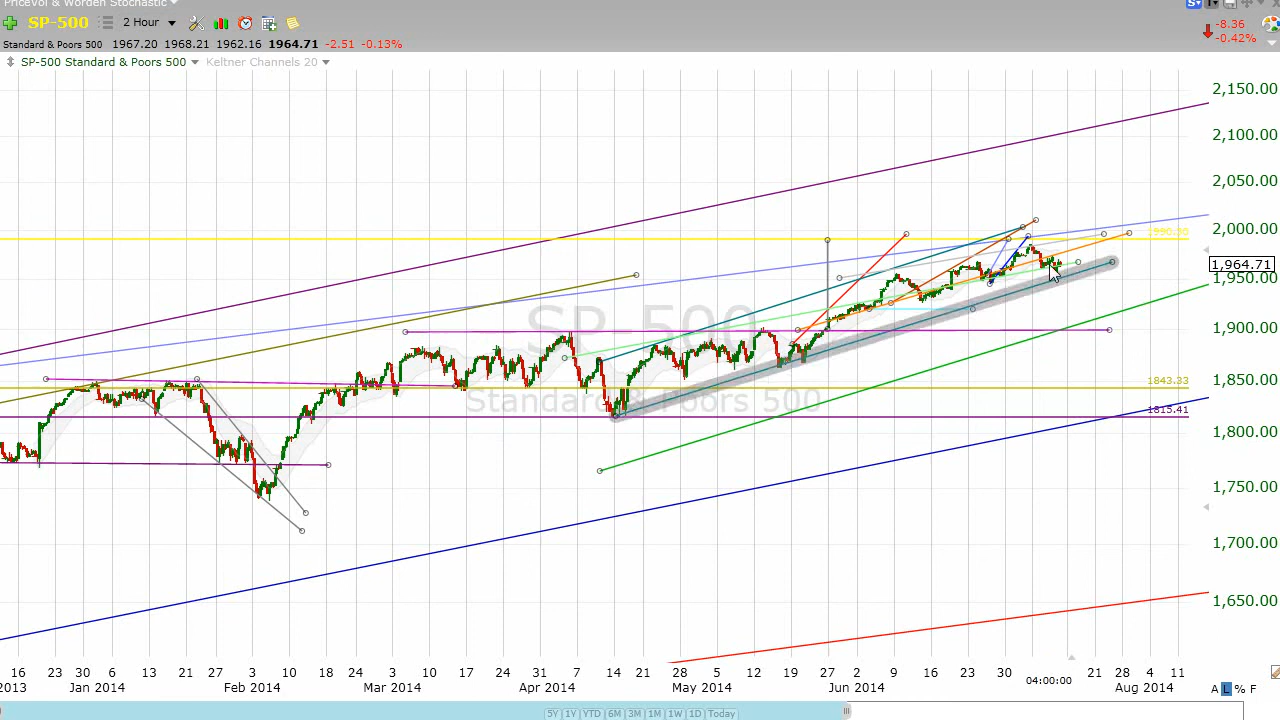 PriceVol & Worden Stochastic
SP-500 2 Hour
-8.36
-0.42%
Standard & Poors 500 1967.20 1968.21 1962.16 1964.71 -2.51 -0.13%
SP-500 Standard & Poors 500 Keltner Channels 20
2,150.00
2,100.00
2,050.00
2,000.00
1990.30
1,964.71
1,950.00
SP-500
1,900.00
Standard & Poors 500
1,850.00
1843.33
1815.41
1,800.00
1,750.00
1,700.00
1,650.00
16 23 30 6 13 21 27 3 10 18 24 3 10 17 24 31 7 14 21 28 5 12 19 27 2 9 16 23 30 21 28 4 11
2013 Jan 2014 Feb 2014 Mar 2014 Apr 2014 May 2014 Jun 2014 04:00:00 Aug 2014
A L % F
5Y 1Y YTD 6M 3M 1M 1W 1D Today